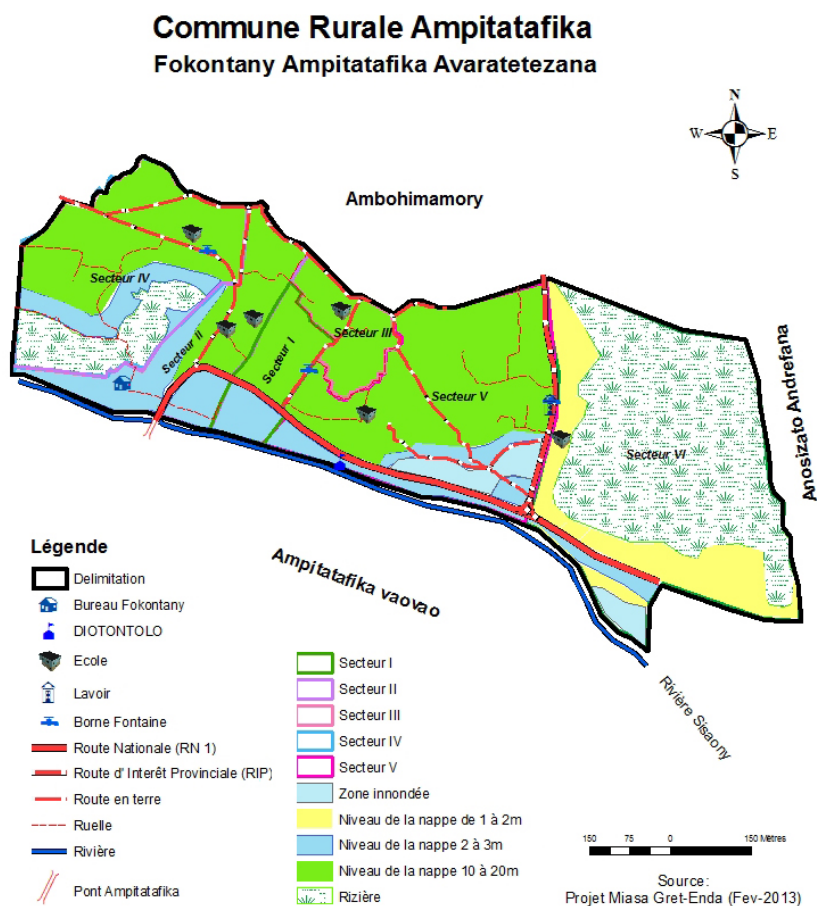 Commune Rurale Ampitatafika
Fokontany Ampitatafika Avaratetezana
N
W
E
S
Ambohimamory
Secteur IV
Secteur II
Secteur I
Secteur III
Secteur V
Secteur VI
Anosizato Andrefana
Ampitatafika vaovao
Rivière Sisaony
Légende
Delimitation
Bureau Fokontany
DIOTONTOLO
Ecole
Lavoir
Borne Fontaine
Route Nationale (RN 1)
Route d' Interêt Provinciale (RIP)
Route en terre
Ruelle
Rivière
Pont Ampitatafika
Secteur I
Secteur II
Secteur III
Secteur IV
Secteur V
Zone innondée
Niveau de la nappe de 1 à 2m
Niveau de la nappe 2 à 3m
Niveau de la nappe 10 à 20m
Rizière
150 75 0 150 Mètres
Source:
Projet Miasa Gret-Enda (Fev-2013)